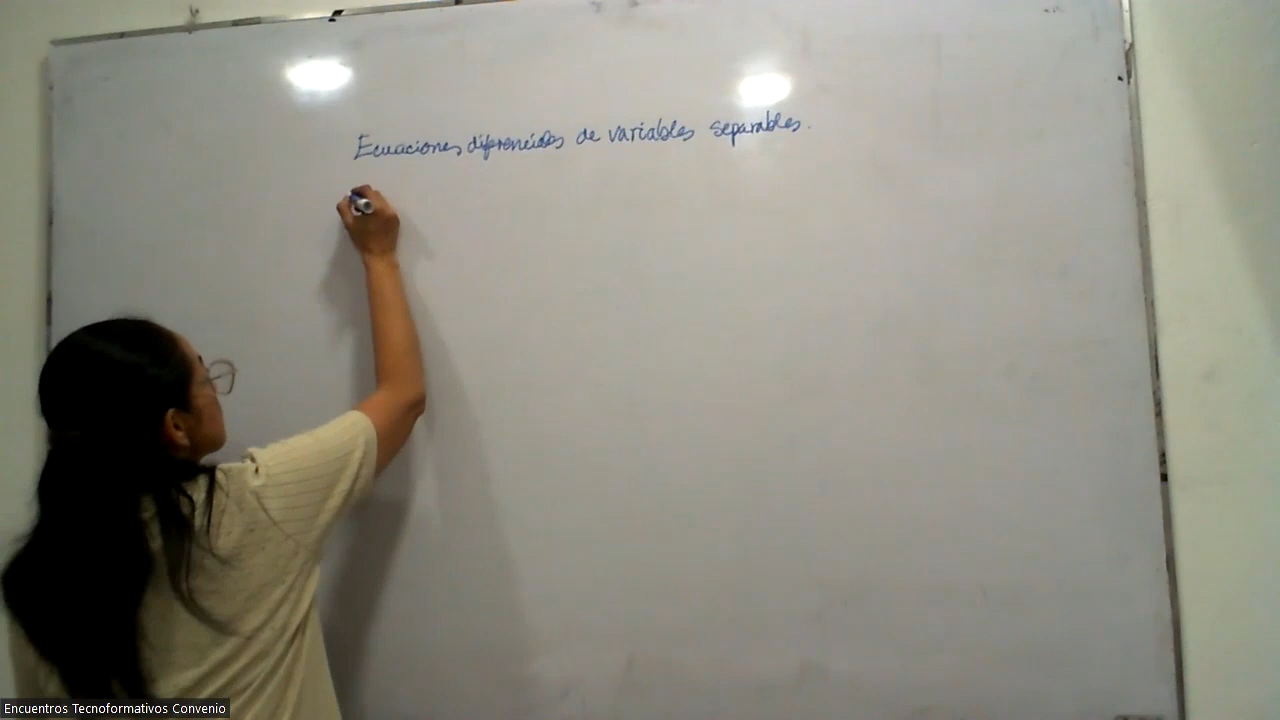 Ecuaciones diferenciales de variables separables.
Encuentros Tecnoformativos Convenio